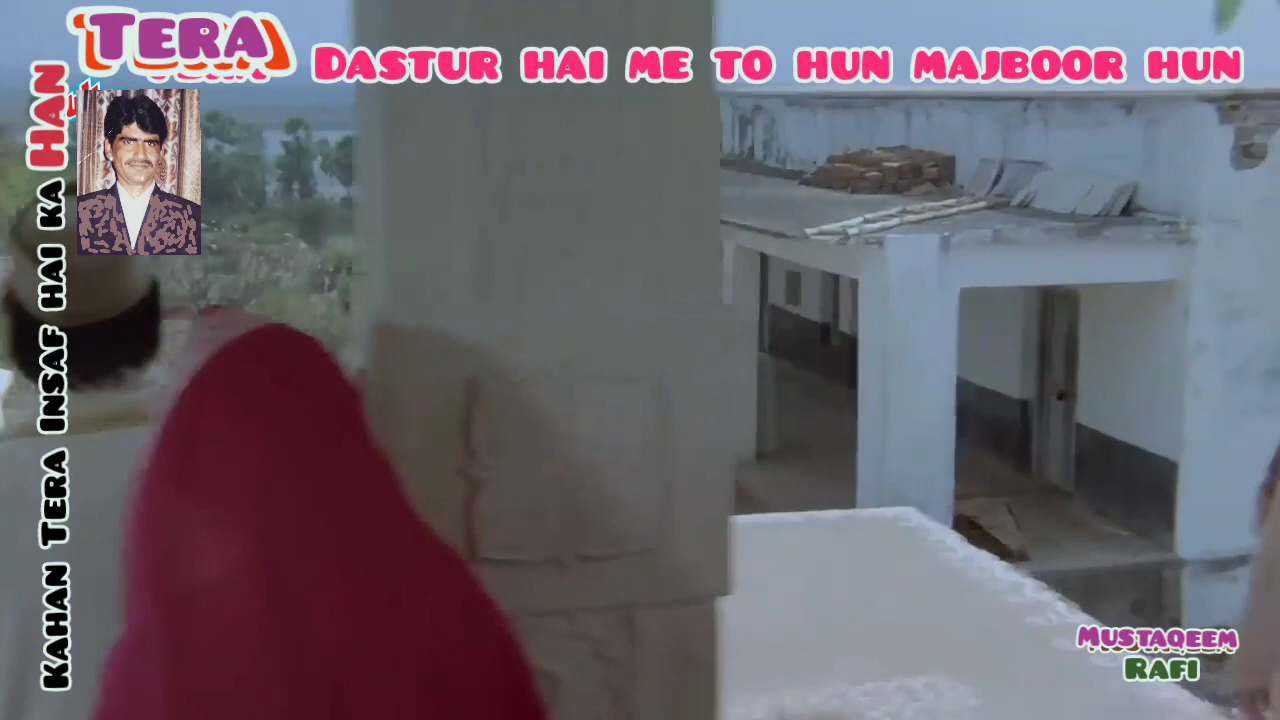 Tera Dastur hai me to hun majboor hun
Kahan Tera Insaf hai ka Han
Mustaqeem
Rafi